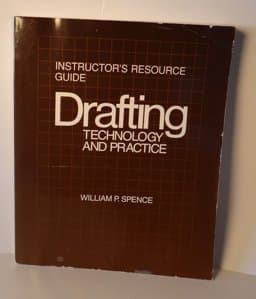 INSTRUCTOR'S RESOURCE
GUIDE
Drafting
TECHNOLOGY
AND PRACTICE
WILLIAM P. SPENCE